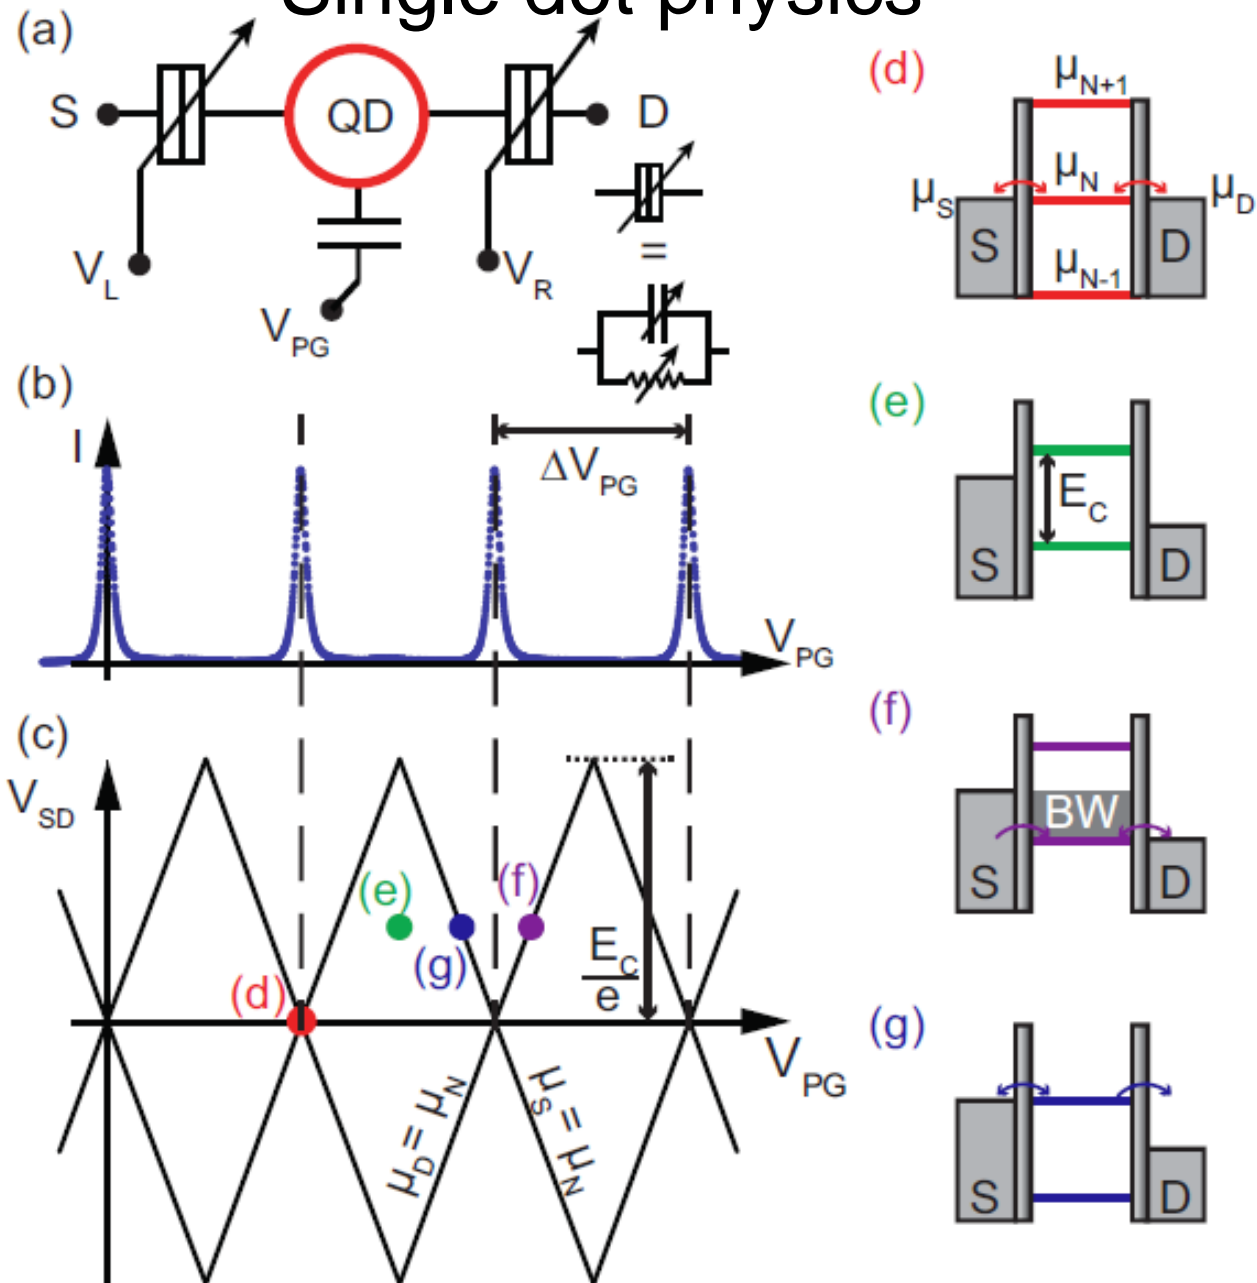 Single dot physics
(a)
S
QD
D
V_L
V_PG
V_R
=
(b)
I
ΔV_PG
V_PG
(c)
V_SD
(e)
(f)
(g)
(d)
E_C
e
V_PG
μ_D = μ_N
μ_S = μ_N
(d)
μ_N+1
μ_N
μ_S
μ_D
S
D
μ_N-1
(e)
E_C
S
D
(f)
BW
S
D
(g)
S
D